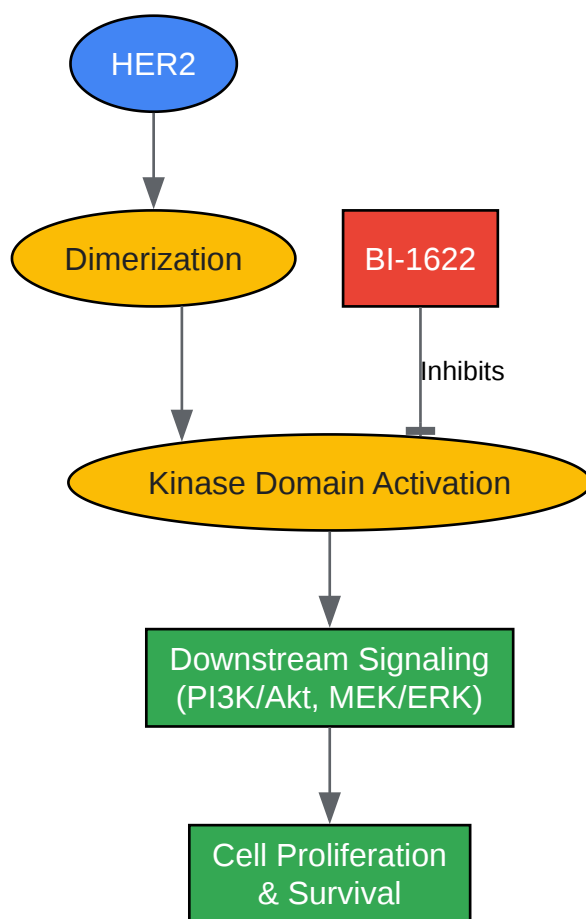 HER2
Dimerization
BI-1622
Inhibits
Kinase Domain Activation
Downstream Signaling
(PI3K/Akt, MEK/ERK)
Cell Proliferation
& Survival